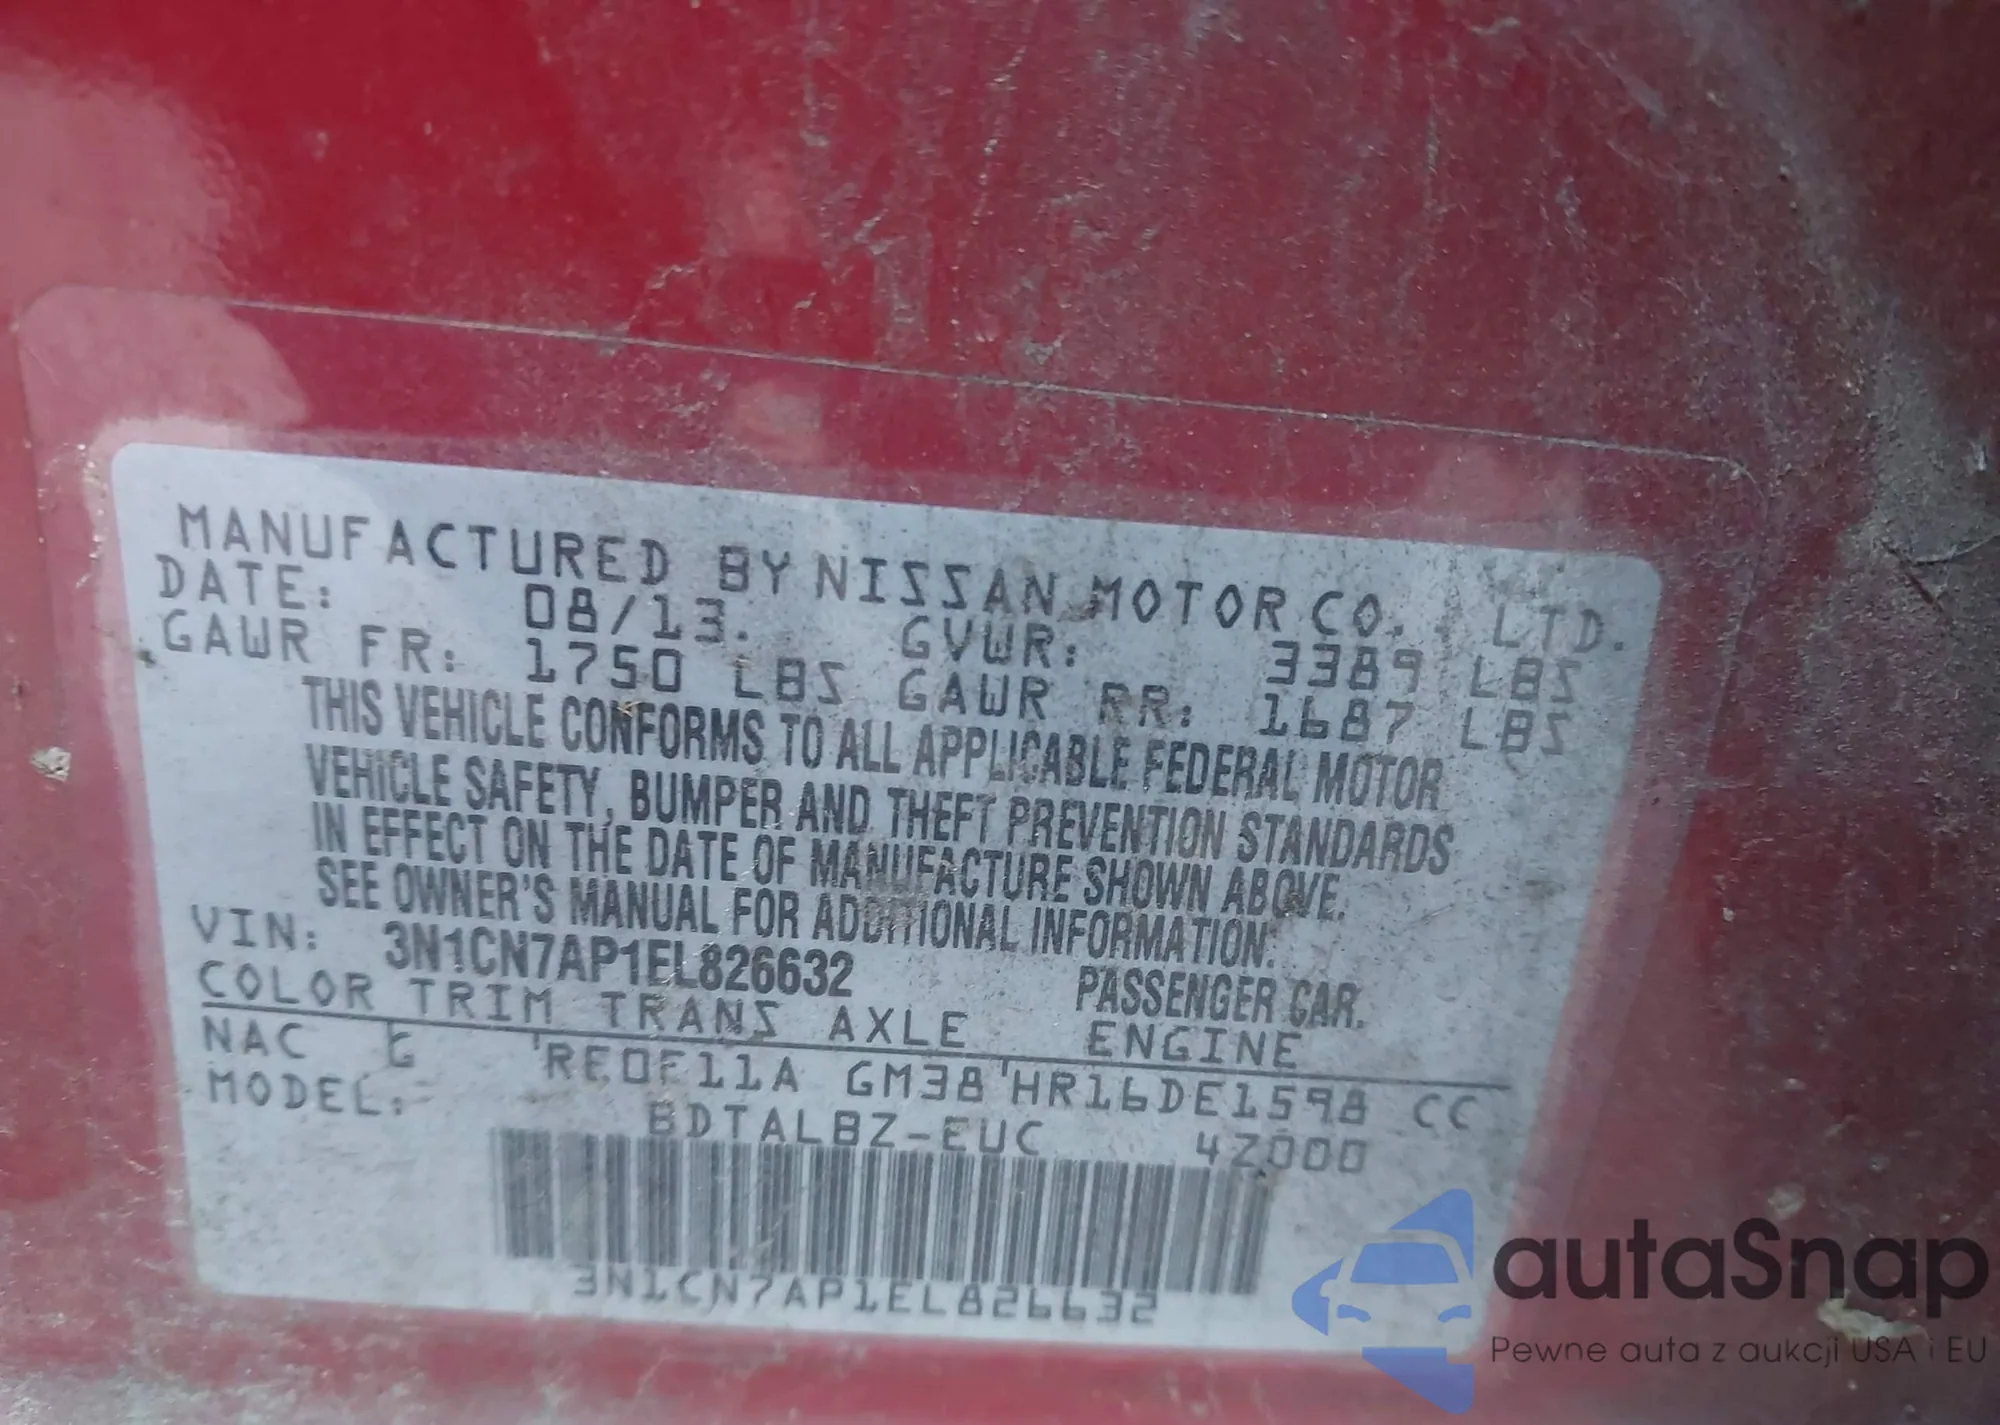 MANUFACTURED BY NISSAN MOTOR CO., LTD.
DATE: 08/13. GVWR: 3389 LBS
GAWR FR: 1750 LBS GAWR RR: 1687 LBS
THIS VEHICLE CONFORMS TO ALL APPLICABLE FEDERAL MOTOR
VEHICLE SAFETY, BUMPER AND THEFT PREVENTION STANDARDS
IN EFFECT ON THE DATE OF MANUFACTURE SHOWN ABOVE.
SEE OWNER'S MANUAL FOR ADDITIONAL INFORMATION.
VIN: 3N1CN7AP1EL826632 PASSENGER CAR.
COLOR TRIM TRANS AXLE ENGINE
NAC G 'RE0F11A GM38'HR16DE1598 CC
MODEL: BDTALBZ-EUC 4Z000
3N1CN7AP1EL826632
autaSnap
Pewne auta z aukcji USA i EU